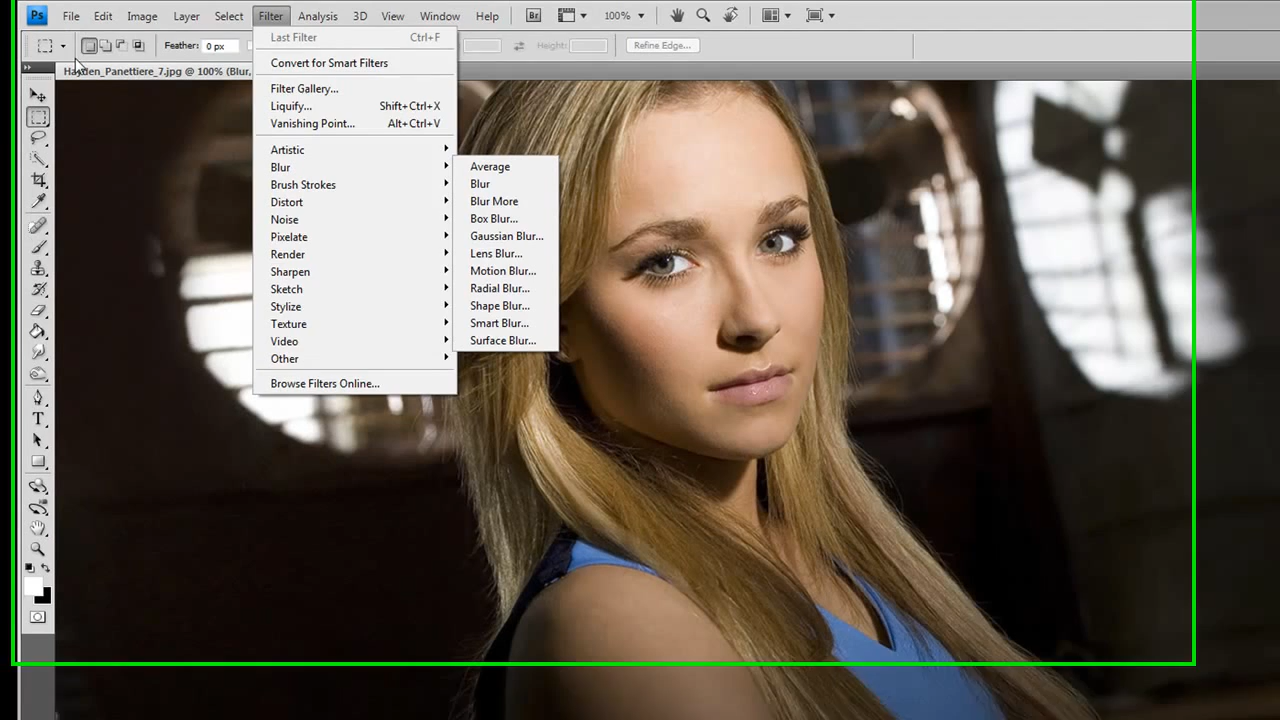 Ps File Edit Image Layer Select Filter Analysis 3D View Window Help Br 100%
Feather: 0 px Height: Refine Edge...
Hayden_Panettiere_7.jpg @ 100% (Blur,
Last Filter Ctrl+F
Convert for Smart Filters
Filter Gallery...
Liquify... Shift+Ctrl+X
Vanishing Point... Alt+Ctrl+V
Artistic
Blur
Brush Strokes
Distort
Noise
Pixelate
Render
Sharpen
Sketch
Stylize
Texture
Video
Other
Browse Filters Online...
Average
Blur
Blur More
Box Blur...
Gaussian Blur...
Lens Blur...
Motion Blur...
Radial Blur...
Shape Blur...
Smart Blur...
Surface Blur...
T